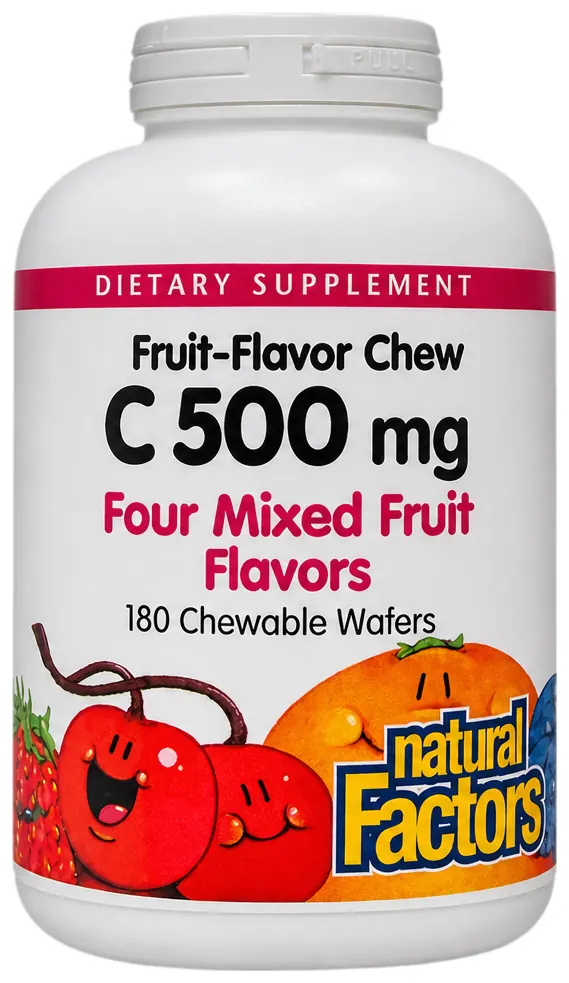 PULL
DIETARY SUPPLEMENT
Fruit-Flavor Chew
C 500 mg
Four Mixed Fruit
Flavors
180 Chewable Wafers
natural
Factors